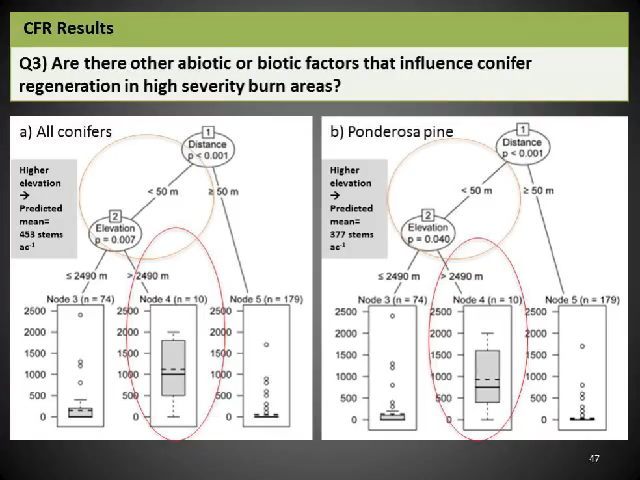 CFR Results
Q3) Are there other abiotic or biotic factors that influence conifer
regeneration in high severity burn areas?
a) All conifers
1
Distance
p < 0.001
Higher
elevation
→
Predicted
mean=
453 stems
ac-1
< 50 m
≥ 50 m
2
Elevation
p = 0.007
≤ 2490 m
> 2490 m
Node 3 (n = 74)
Node 4 (n = 10)
Node 5 (n = 179)
2500
2000
1500
1000
500
0
2500
2000
1500
1000
500
0
2500
2000
1500
1000
500
0
b) Ponderosa pine
1
Distance
p < 0.001
Higher
elevation
→
Predicted
mean=
377 stems
ac-1
< 50 m
≥ 50 m
2
Elevation
p = 0.040
≤ 2490 m
> 2490 m
Node 3 (n = 74)
Node 4 (n = 10)
Node 5 (n = 179)
2500
2000
1500
1000
500
0
2500
2000
1500
1000
500
0
2500
2000
1500
1000
500
0
47